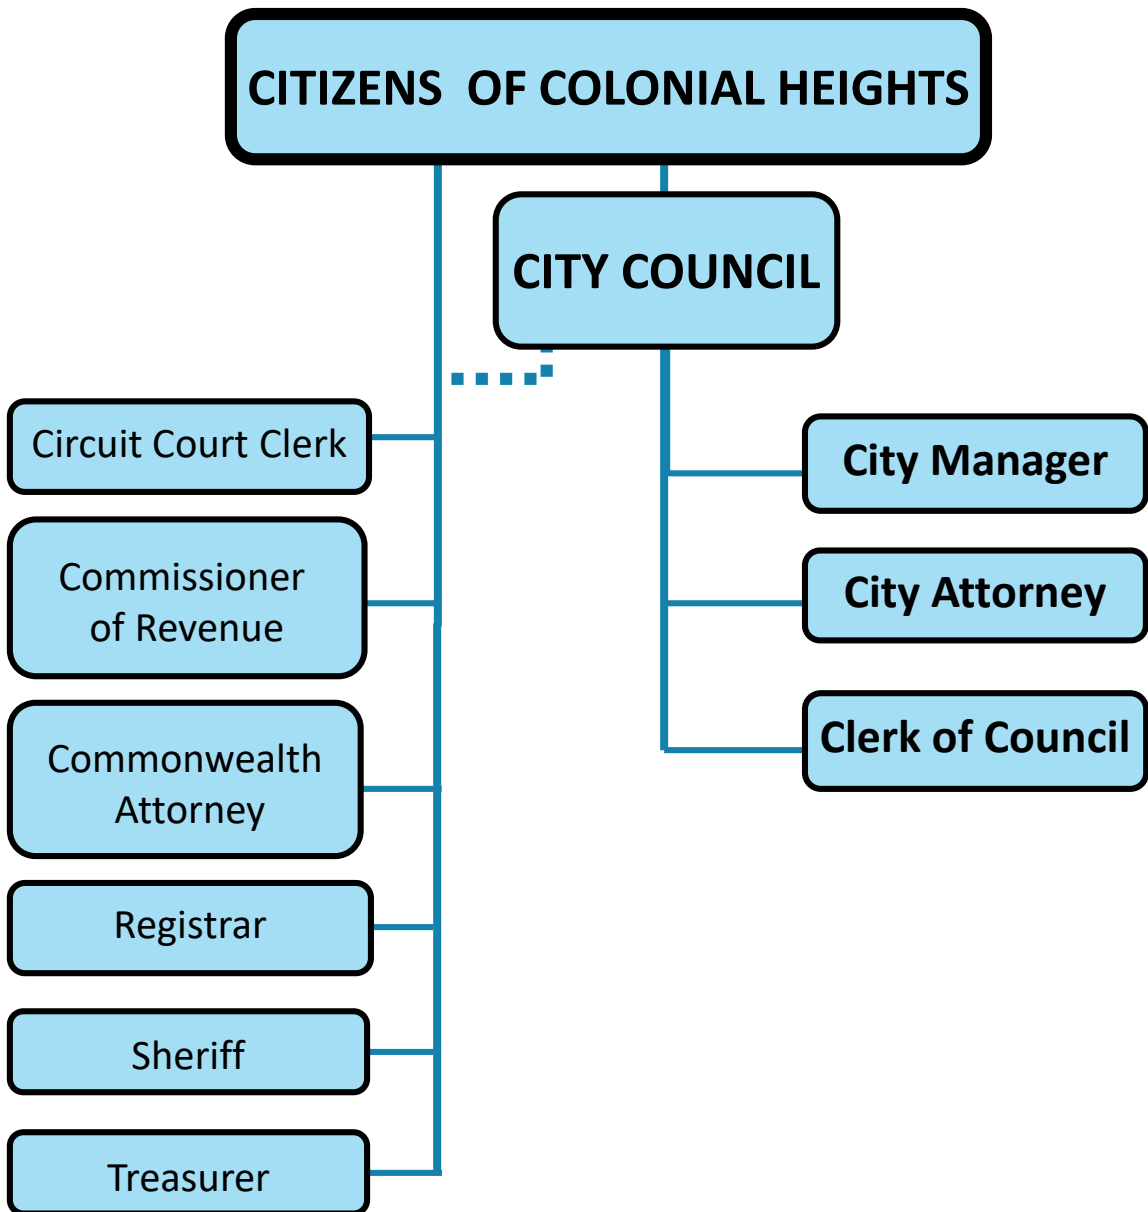 CITIZENS  OF COLONIAL HEIGHTS
CITY COUNCIL
Circuit Court Clerk
Commissioner
of Revenue
Commonwealth
Attorney
Registrar
Sheriff
Treasurer
City Manager
City Attorney
Clerk of Council